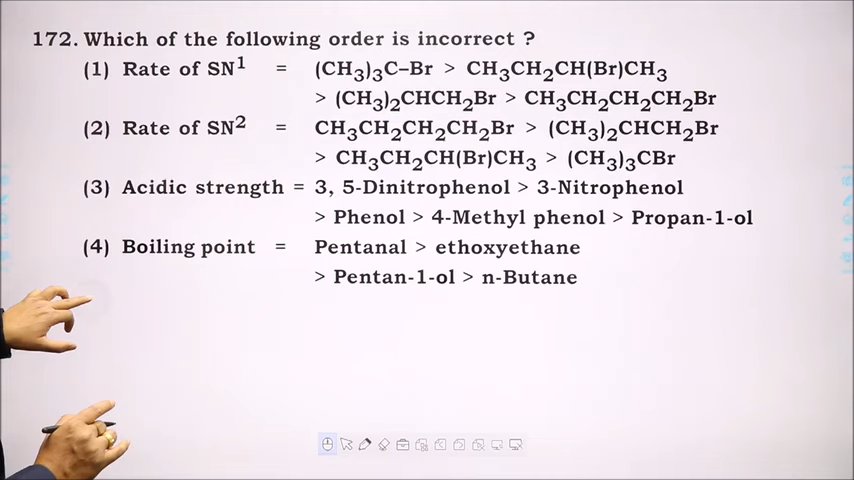 172. Which of the following order is incorrect ?
(1) Rate of SN¹ = (CH₃)₃C–Br > CH₃CH₂CH(Br)CH₃
> (CH₃)₂CHCH₂Br > CH₃CH₂CH₂CH₂Br
(2) Rate of SN² = CH₃CH₂CH₂CH₂Br > (CH₃)₂CHCH₂Br
> CH₃CH₂CH(Br)CH₃ > (CH₃)₃CBr
(3) Acidic strength = 3, 5-Dinitrophenol > 3-Nitrophenol
> Phenol > 4-Methyl phenol > Propan-1-ol
(4) Boiling point = Pentanal > ethoxyethane
> Pentan-1-ol > n-Butane